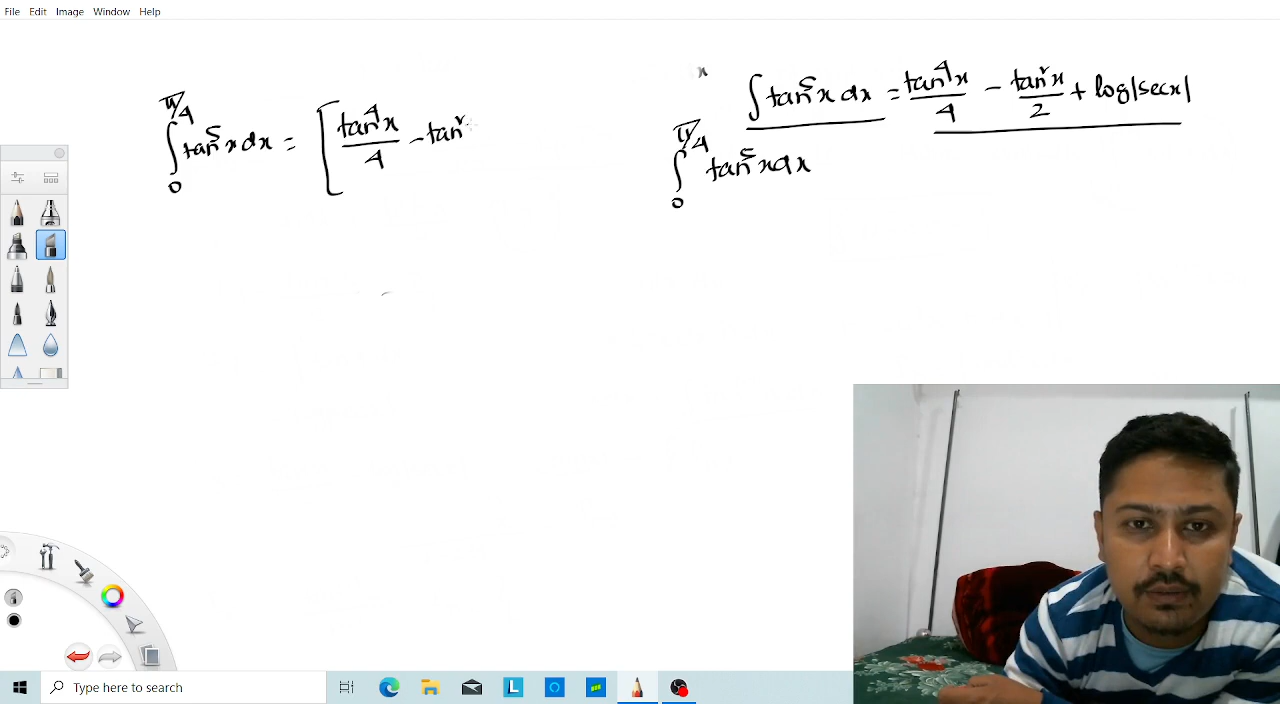 File Edit Image Window Help
∫₀^{π/4} tan⁵x dx = [ tan⁴x/4 - tan²
x
∫ tan⁵x dx = tan⁴x/4 - tan²x/2 + log|secx|
∫₀^{π/4} tan⁵x dx
Type here to search
L